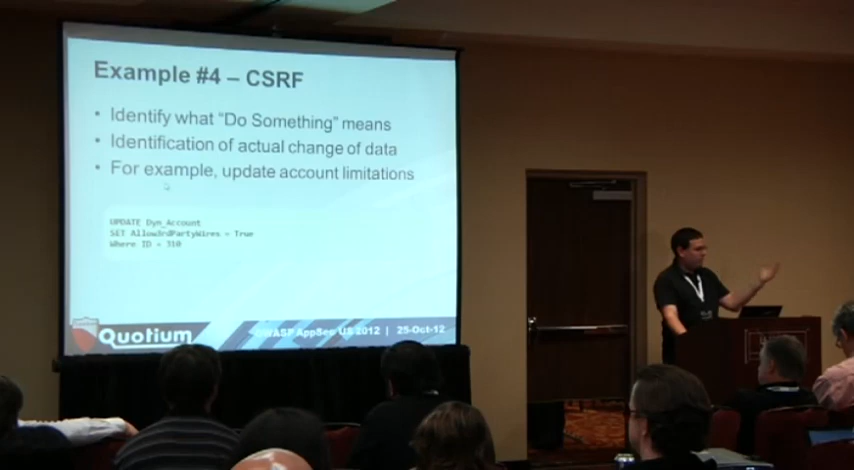 Example #4 – CSRF
• Identify what “Do Something” means
• Identification of actual change of data
• For example, update account limitations
UPDATE Dyn_Account
SET Allow3rdPartyWires = True
Where ID = 310
Quotium
OWASP AppSec US 2012 | 25-Oct-12